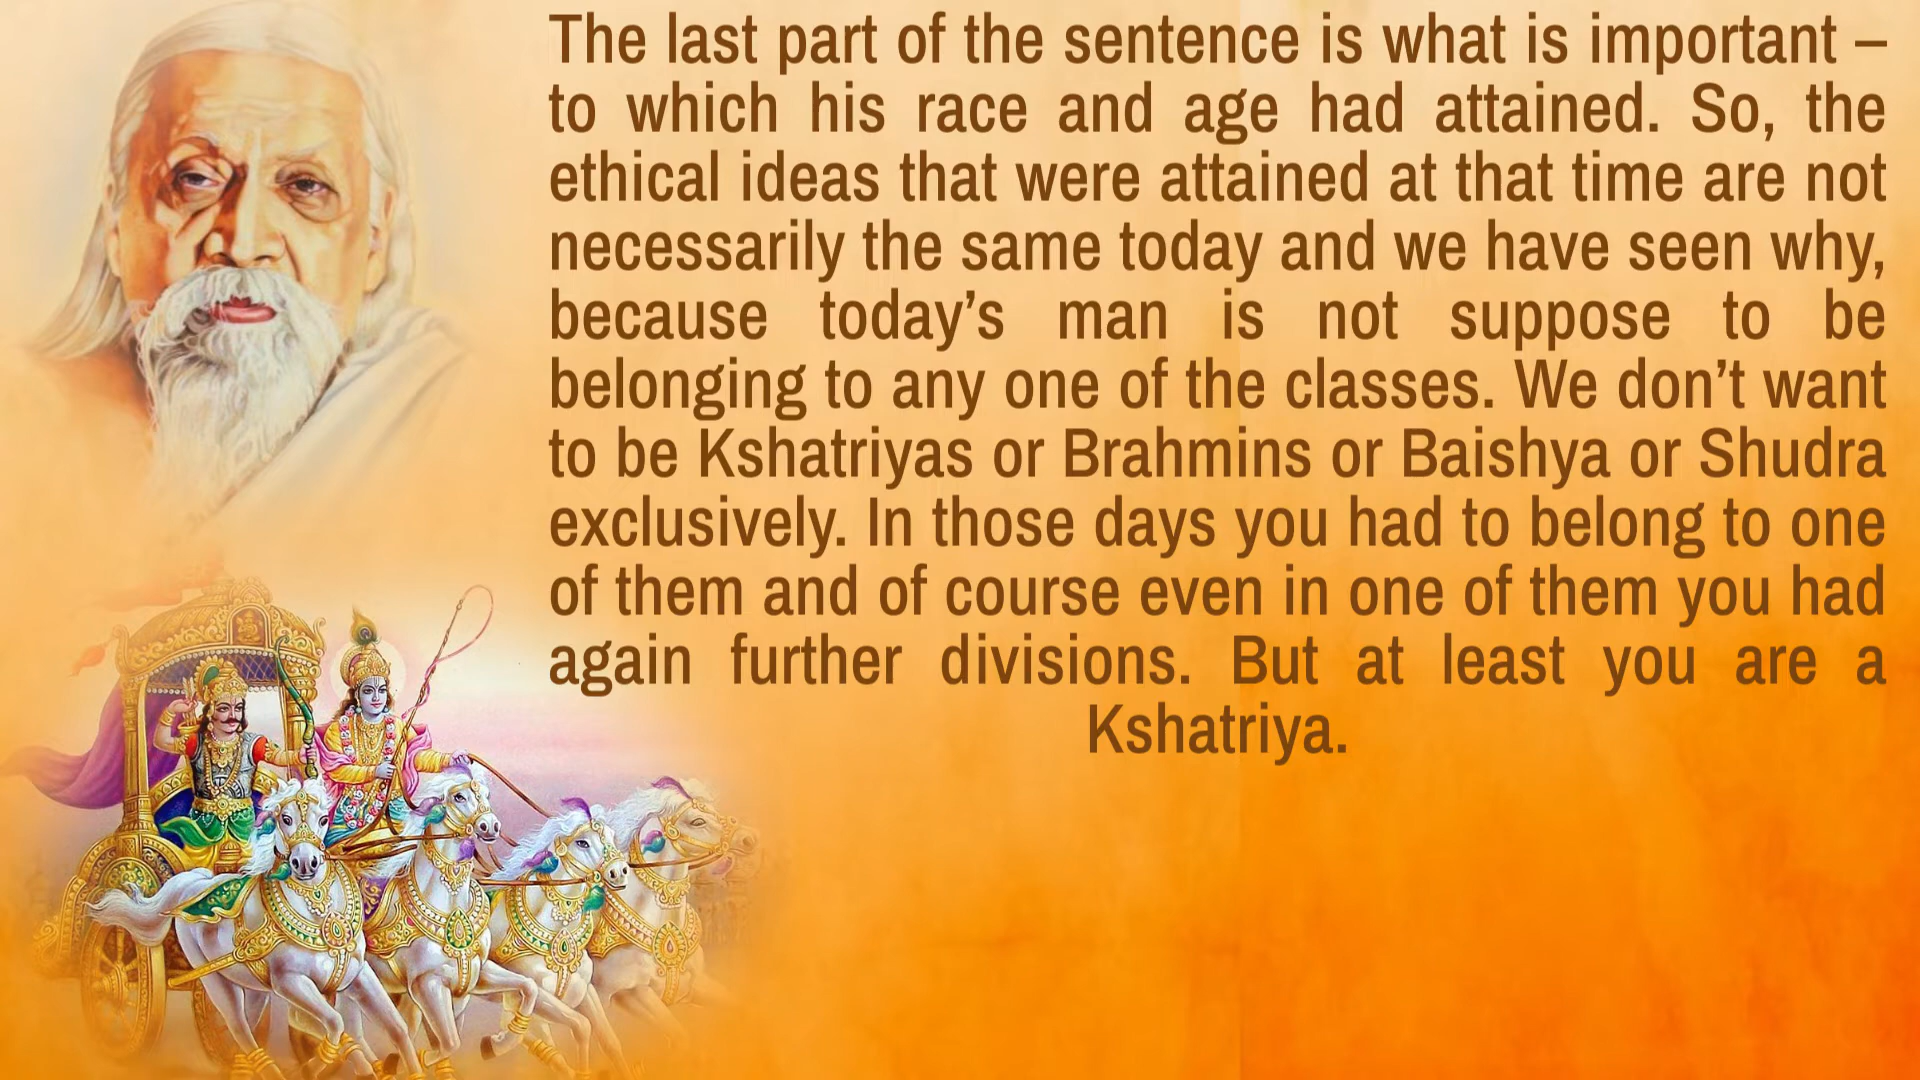 The last part of the sentence is what is important –
to which his race and age had attained. So, the
ethical ideas that were attained at that time are not
necessarily the same today and we have seen why,
because today’s man is not suppose to be
belonging to any one of the classes. We don’t want
to be Kshatriyas or Brahmins or Baishya or Shudra
exclusively. In those days you had to belong to one
of them and of course even in one of them you had
again further divisions. But at least you are a
Kshatriya.